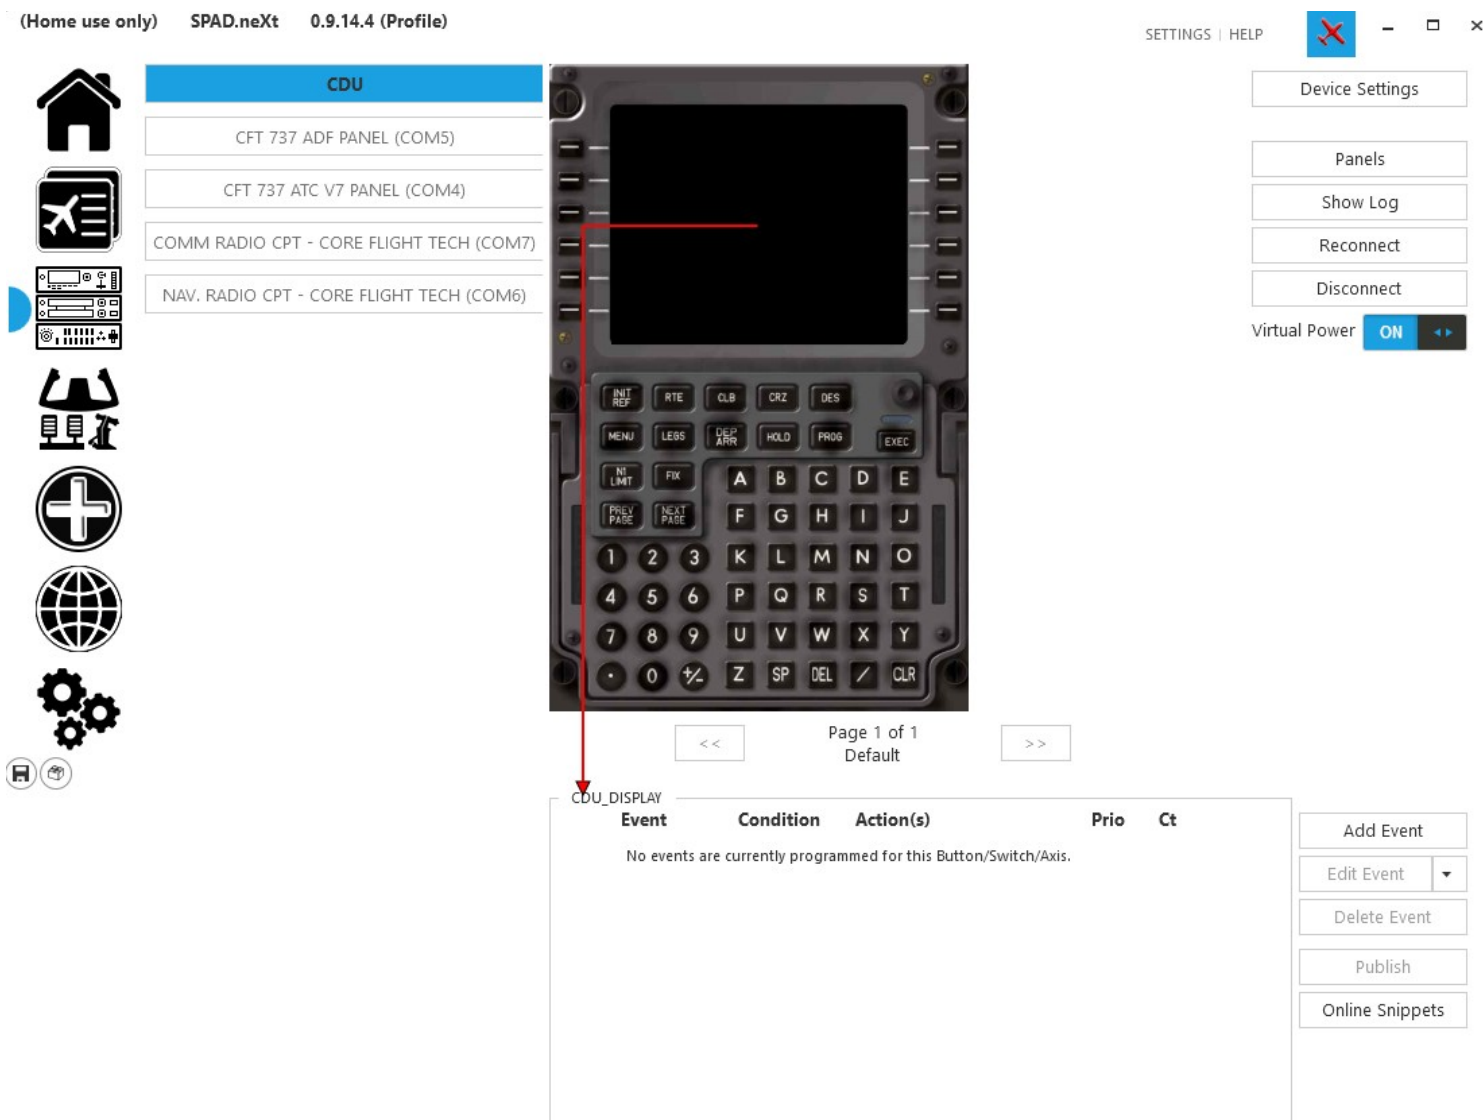 (Home use only) SPAD.neXt 0.9.14.4 (Profile)
SETTINGS | HELP
CDU
CFT 737 ADF PANEL (COM5)
CFT 737 ATC V7 PANEL (COM4)
COMM RADIO CPT - CORE FLIGHT TECH (COM7)
NAV. RADIO CPT - CORE FLIGHT TECH (COM6)
Device Settings
Panels
Show Log
Reconnect
Disconnect
Virtual Power ON
INIT REF RTE CLB CRZ DES
MENU LEGS DEP ARR HOLD PROG EXEC
N1 LIMIT FIX A B C D E
PREV PAGE NEXT PAGE F G H I J
1 2 3 K L M N O
4 5 6 P Q R S T
7 8 9 U V W X Y
. 0 +/- Z SP DEL / CLR
<< Page 1 of 1 >>
Default
CDU_DISPLAY
Event Condition Action(s) Prio Ct
No events are currently programmed for this Button/Switch/Axis.
Add Event
Edit Event
Delete Event
Publish
Online Snippets